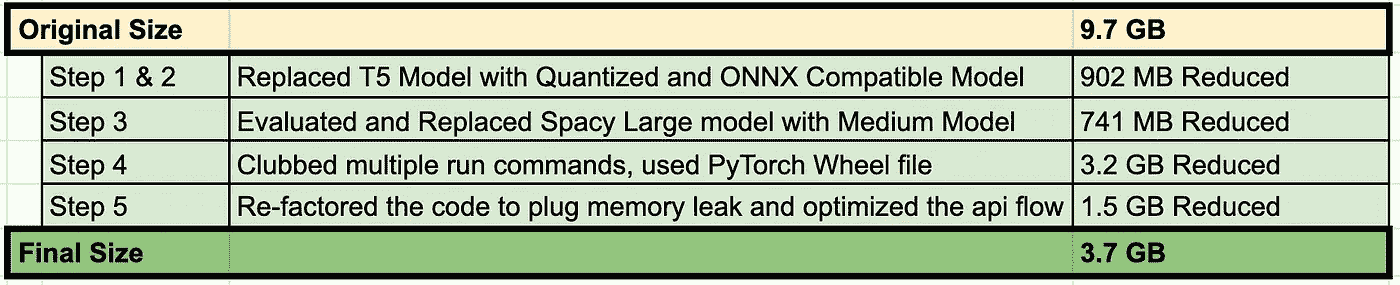 Original Size 9.7 GB
Step 1 & 2 Replaced T5 Model with Quantized and ONNX Compatible Model 902 MB Reduced
Step 3 Evaluated and Replaced Spacy Large model with Medium Model 741 MB Reduced
Step 4 Clubbed multiple run commands, used PyTorch Wheel file 3.2 GB Reduced
Step 5 Re-factored the code to plug memory leak and optimized the api flow 1.5 GB Reduced
Final Size 3.7 GB